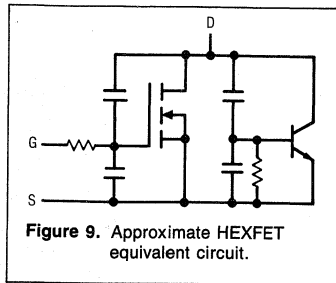 D
G
S
Figure 9. Approximate HEXFET
equivalent circuit.